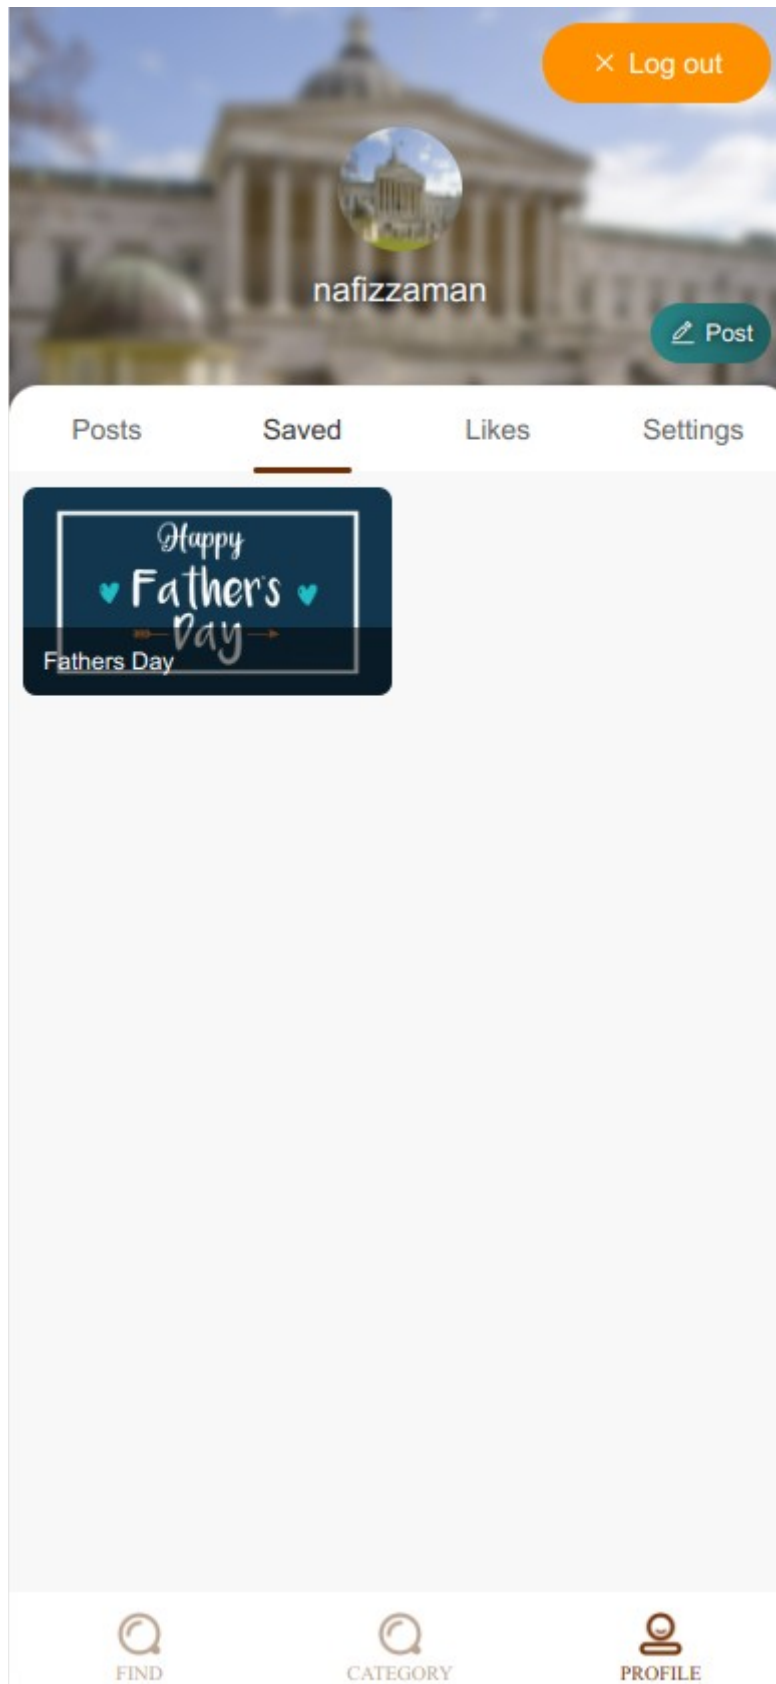 Log out
nafizzaman
Post
Posts Saved Likes Settings
Happy
Father's
Day
Fathers Day
FIND CATEGORY PROFILE